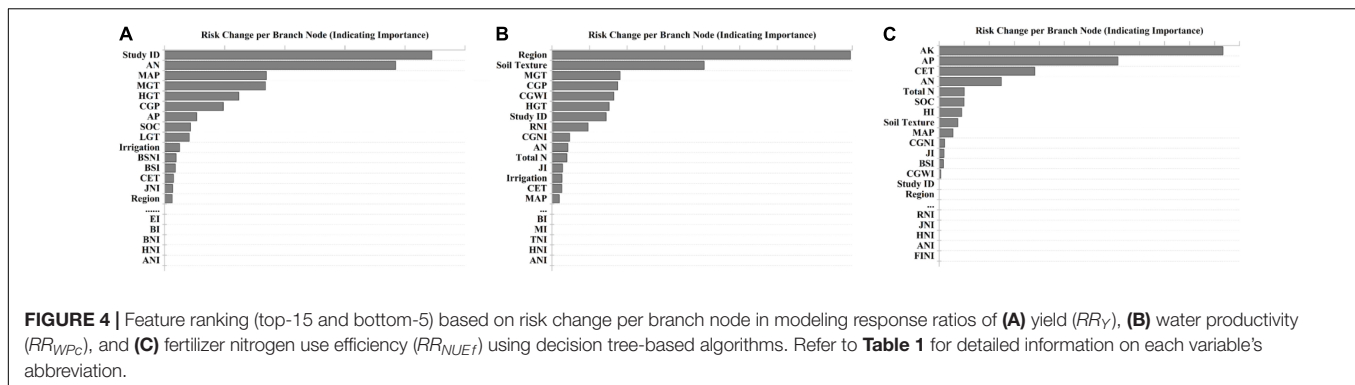 A
Risk Change per Branch Node (Indicating Importance)
Study ID
AN
MAP
MGT
HGT
CGP
AP
SOC
LGT
Irrigation
BSNI
BSI
CET
JNI
Region
......
EI
BI
BNI
HNI
ANI
B
Risk Change per Branch Node (Indicating Importance)
Region
Soil Texture
MGT
CGP
CGWI
HGT
Study ID
RNI
CGNI
AN
Total N
JI
Irrigation
CET
MAP
...
BI
MI
TNI
HNI
ANI
C
Risk Change per Branch Node (Indicating Importance)
AK
AP
CET
AN
Total N
SOC
HI
Soil Texture
MAP
CGNI
JI
BSI
CGWI
Study ID
Region
...
RNI
JNI
HNI
ANI
FINI
FIGURE 4 | Feature ranking (top-15 and bottom-5) based on risk change per branch node in modeling response ratios of (A) yield (RR_Y), (B) water productivity
(RR_WPc), and (C) fertilizer nitrogen use efficiency (RR_NUEf) using decision tree-based algorithms. Refer to Table 1 for detailed information on each variable's
abbreviation.